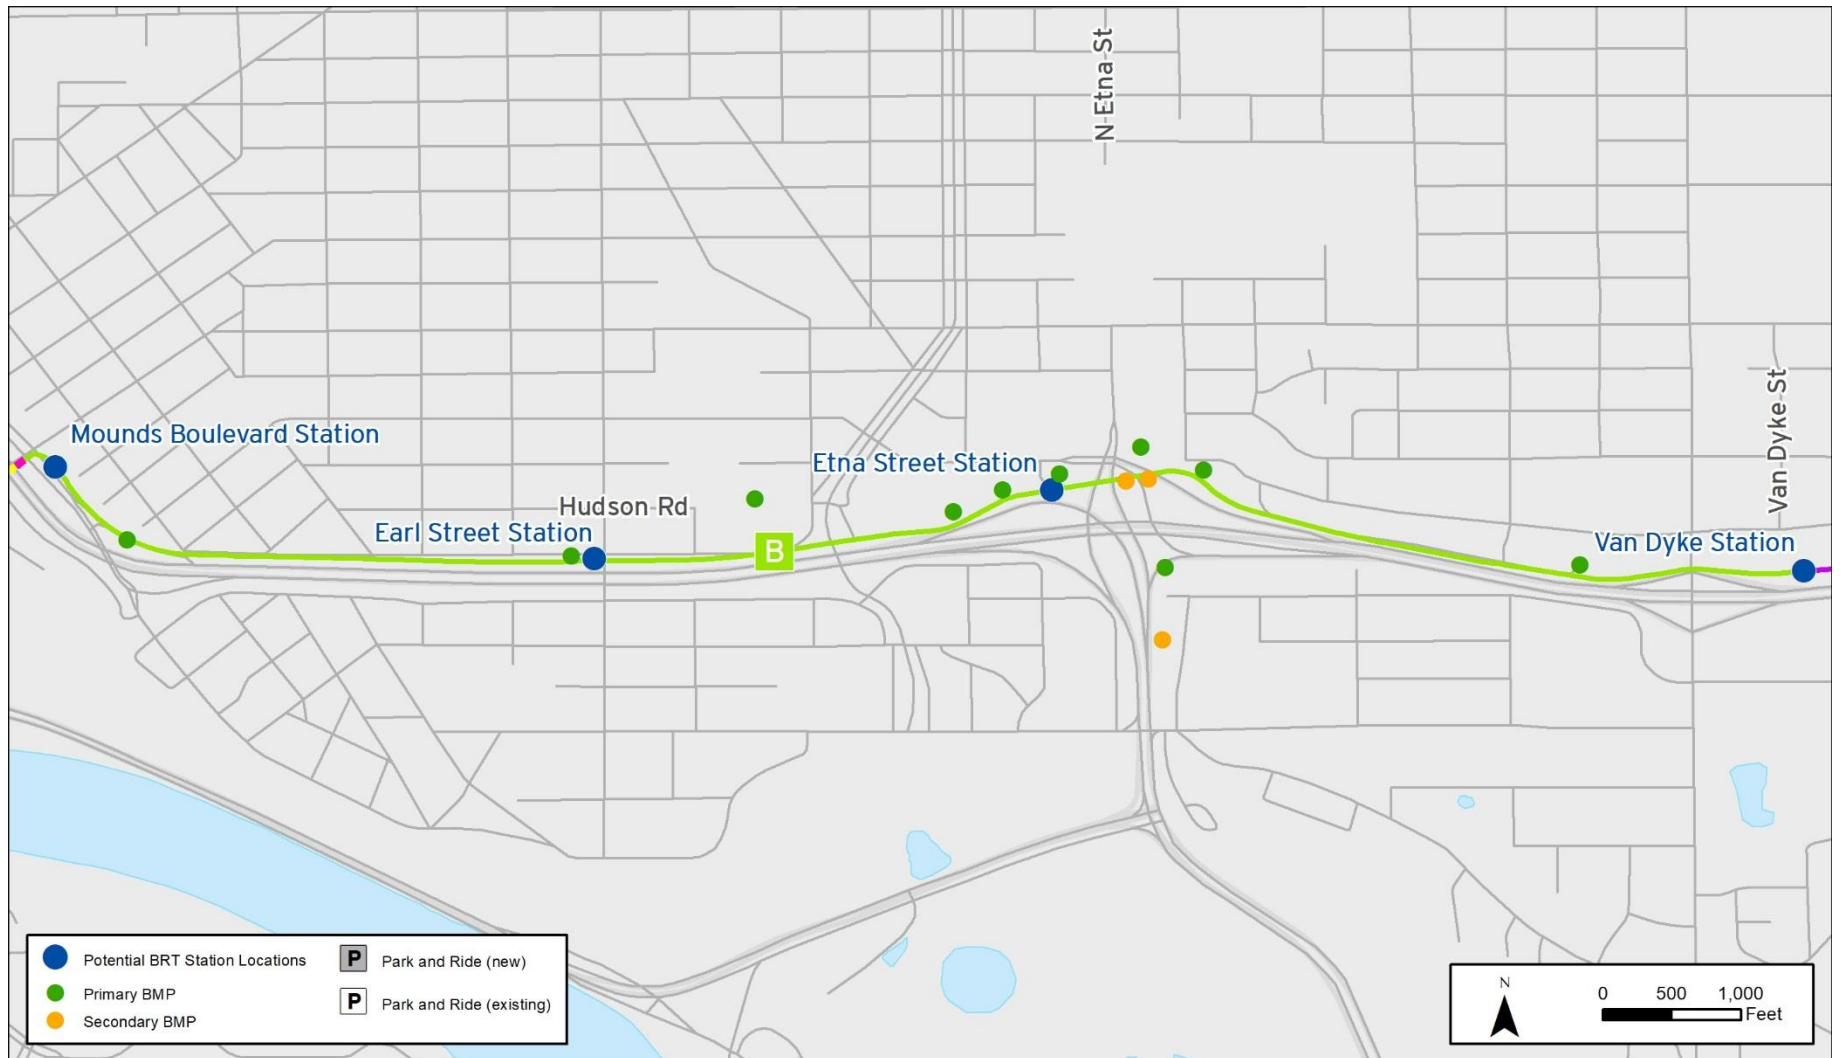 N Etna St
Mounds Boulevard Station
Etna Street Station
Van Dyke St
Hudson Rd
Earl Street Station
B
Van Dyke Station
Potential BRT Station Locations
Primary BMP
Secondary BMP
P Park and Ride (new)
P Park and Ride (existing)
N
0 500 1,000
Feet